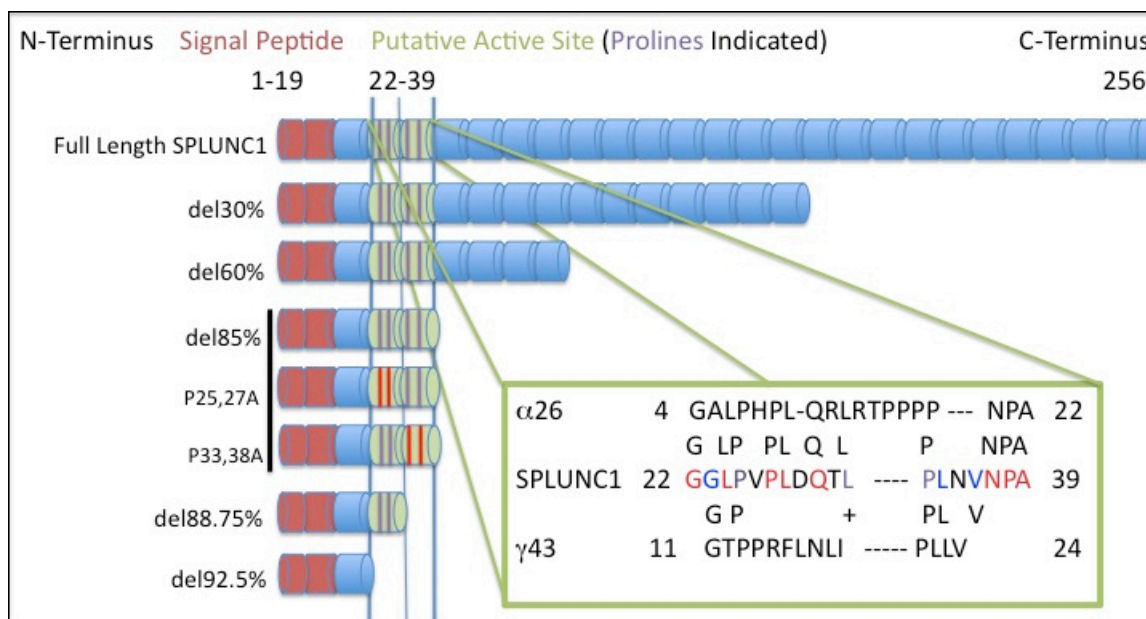 N-Terminus Signal Peptide Putative Active Site (Prolines Indicated) C-Terminus
1-19 22-39 256
Full Length SPLUNC1
del30%
del60%
del85%
P25,27A
P33,38A
del88.75%
del92.5%
α26 4 GALPHPL-QRLRTPPPP --- NPA 22
G LP PL Q L P NPA
SPLUNC1 22 GGLPVPLDQTL ---- PLNVNPA 39
G P + PL V
γ43 11 GTPPRFLNLI ----- PLLV 24